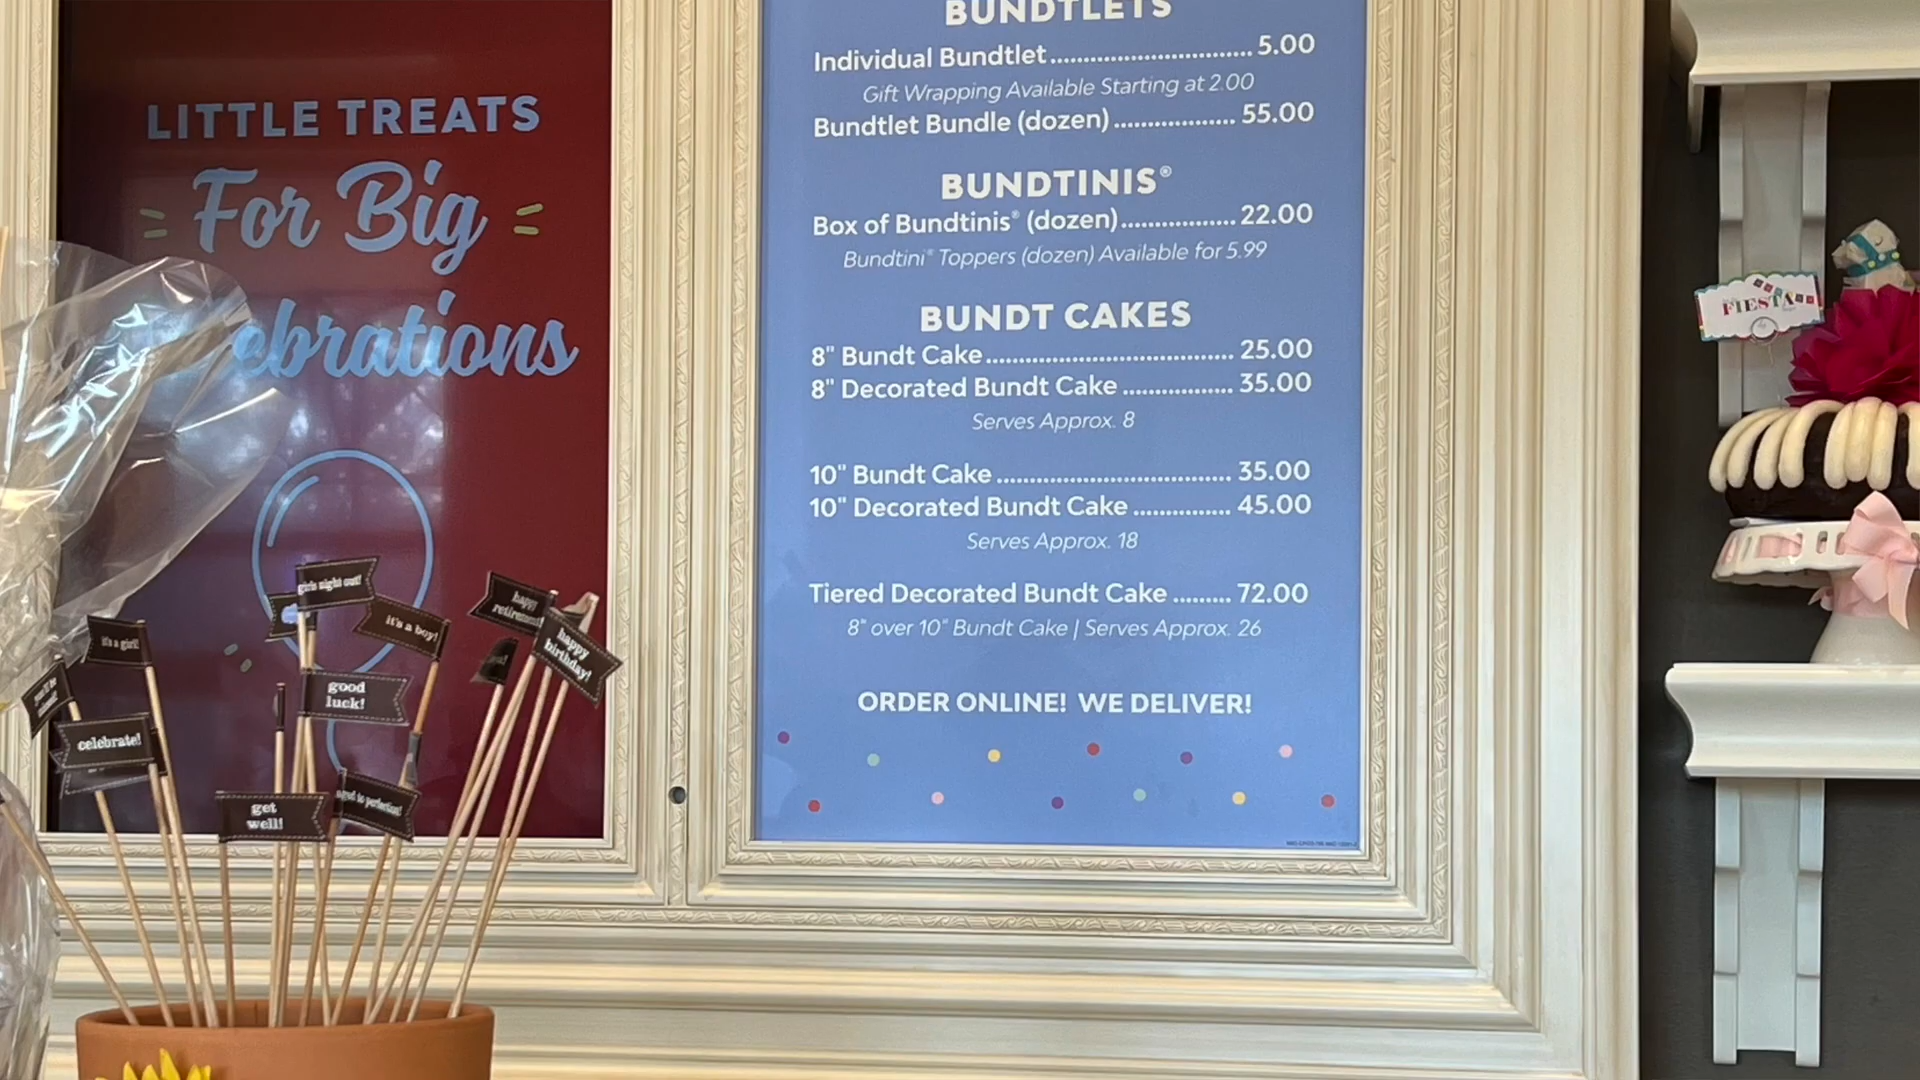 LITTLE TREATS
For Big
ebrations
BUNDTLETS
Individual Bundtlet............................. 5.00
Gift Wrapping Available Starting at 2.00
Bundtlet Bundle (dozen) .................. 55.00
BUNDTINIS®
Box of Bundtinis® (dozen)................. 22.00
Bundtini® Toppers (dozen) Available for 5.99
BUNDT CAKES
8" Bundt Cake..................................... 25.00
8" Decorated Bundt Cake ................ 35.00
Serves Approx. 8
10" Bundt Cake................................... 35.00
10" Decorated Bundt Cake .............. 45.00
Serves Approx. 18
Tiered Decorated Bundt Cake ......... 72.00
8" over 10" Bundt Cake | Serves Approx. 26
ORDER ONLINE! WE DELIVER!
FIESTA
girls night out!
it's a boy!
happy
retirement
happy
birthday!
it's a girl!
good
luck!
celebrate!
get
well!
aged to perfection!